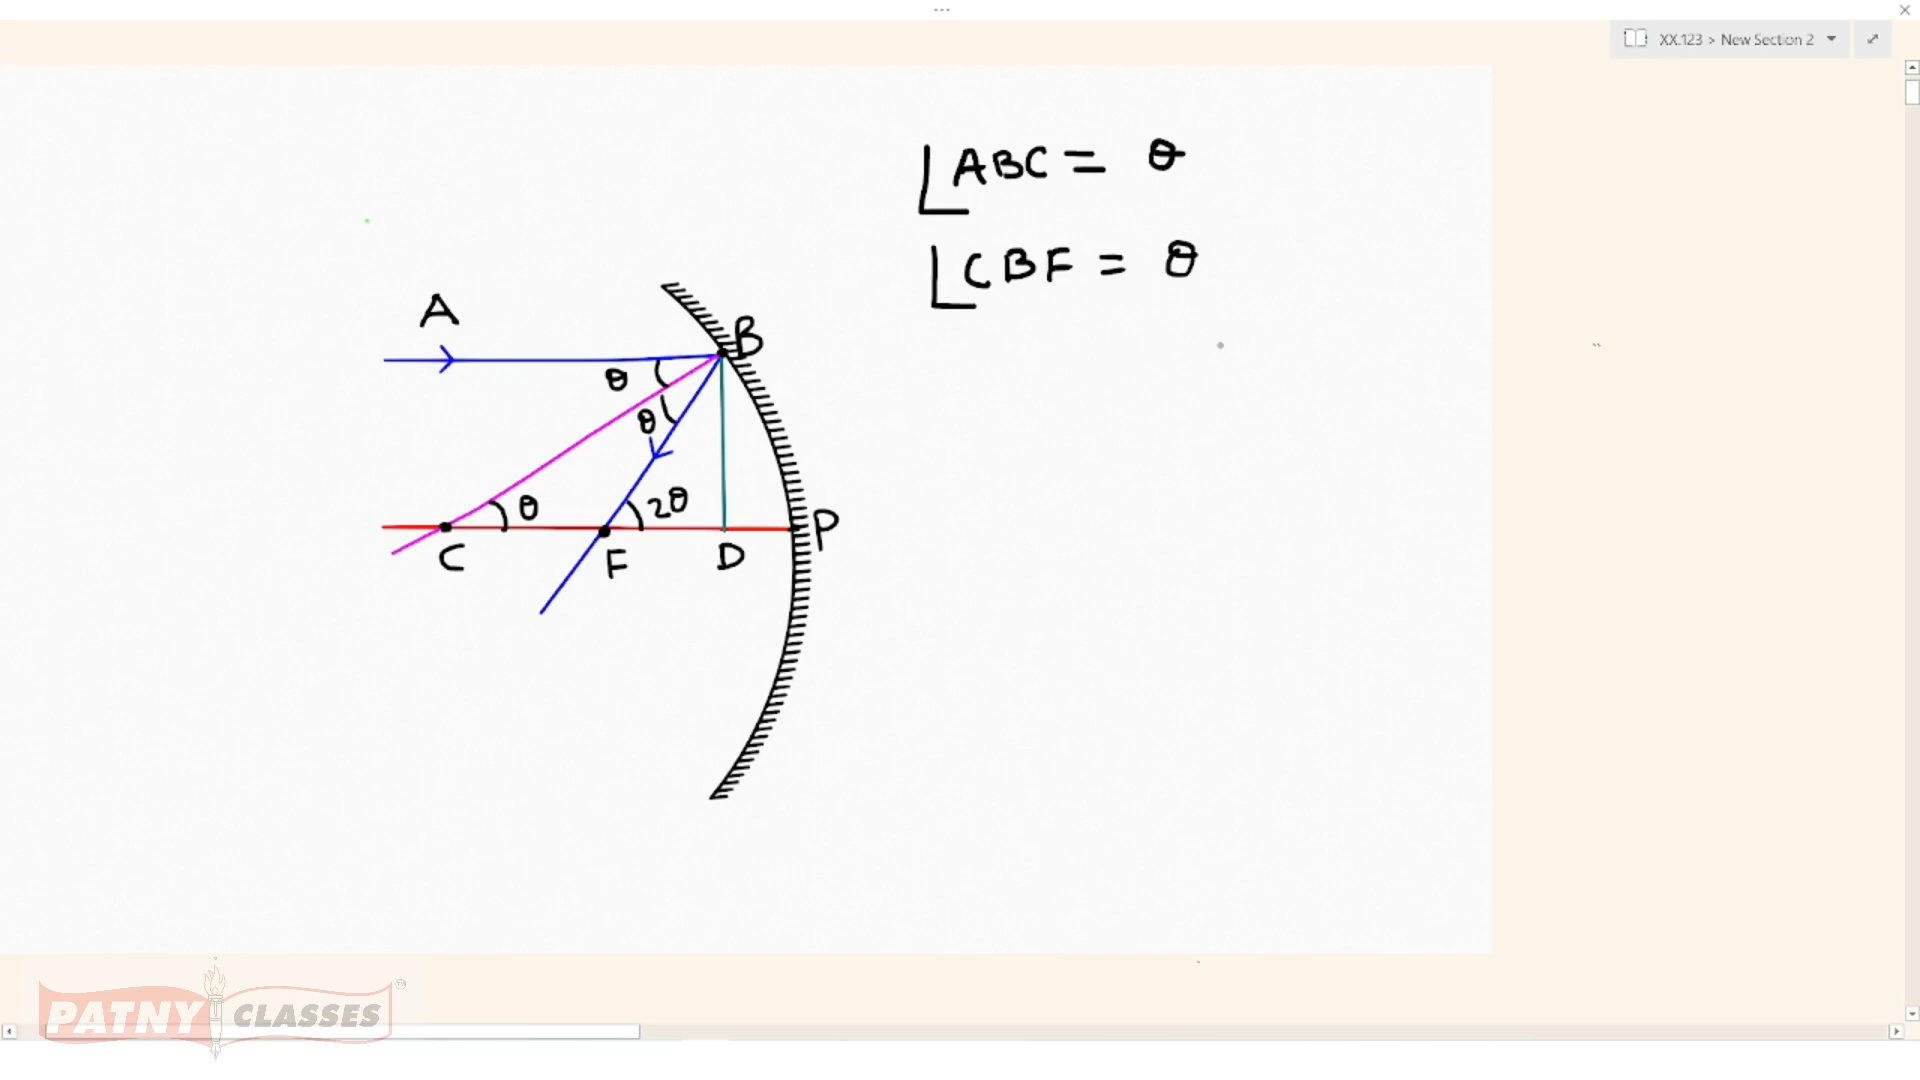 XX.123 > New Section 2
∠ABC = θ
∠CBF = θ
A
B
θ
θ
θ
2θ
P
C
F
D
PATNY CLASSES